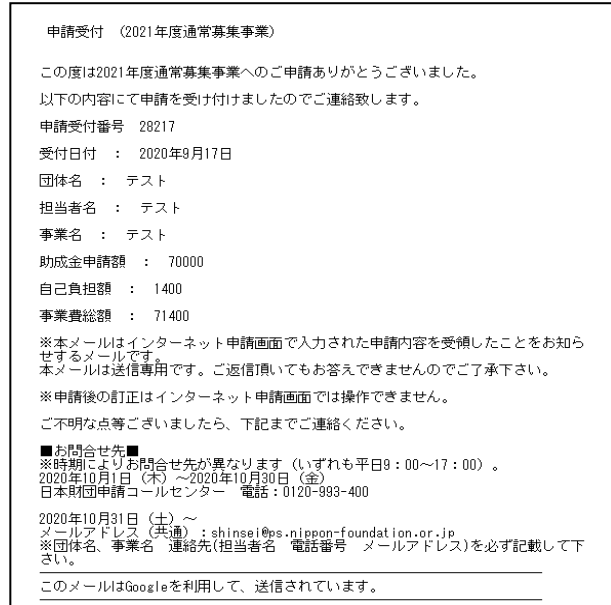 申請受付 (2021年度通常募集事業)
この度は2021年度通常募集事業へのご申請ありがとうございました。
以下の内容にて申請を受け付けましたのでご連絡致します。
申請受付番号 28217
受付日付 : 2020年9月17日
団体名 : テスト
担当者名 : テスト
事業名 : テスト
助成金申請額 : 70000
自己負担額 : 1400
事業費総額 : 71400
※本メールはインターネット申請画面で入力された申請内容を受領したことをお知ら
せするメールです。
本メールは送信専用です。ご返信頂いてもお答えできませんのでご了承下さい。
※申請後の訂正はインターネット申請画面では操作できません。
ご不明な点等ございましたら、下記までご連絡ください。
■お問合せ先■
※時期によりお問合せ先が異なります(いずれも平日9:00~17:00)。
2020年10月1日(木)~2020年10月30日(金)
日本財団申請コールセンター 電話:0120-993-400
2020年10月31日(土)~
メールアドレス(共通):shinsei@ps.nippon-foundation.or.jp
※団体名、事業名 連絡先(担当者名 電話番号 メールアドレス)を必ず記載して下
さい。
このメールはGoogleを利用して、送信されています。